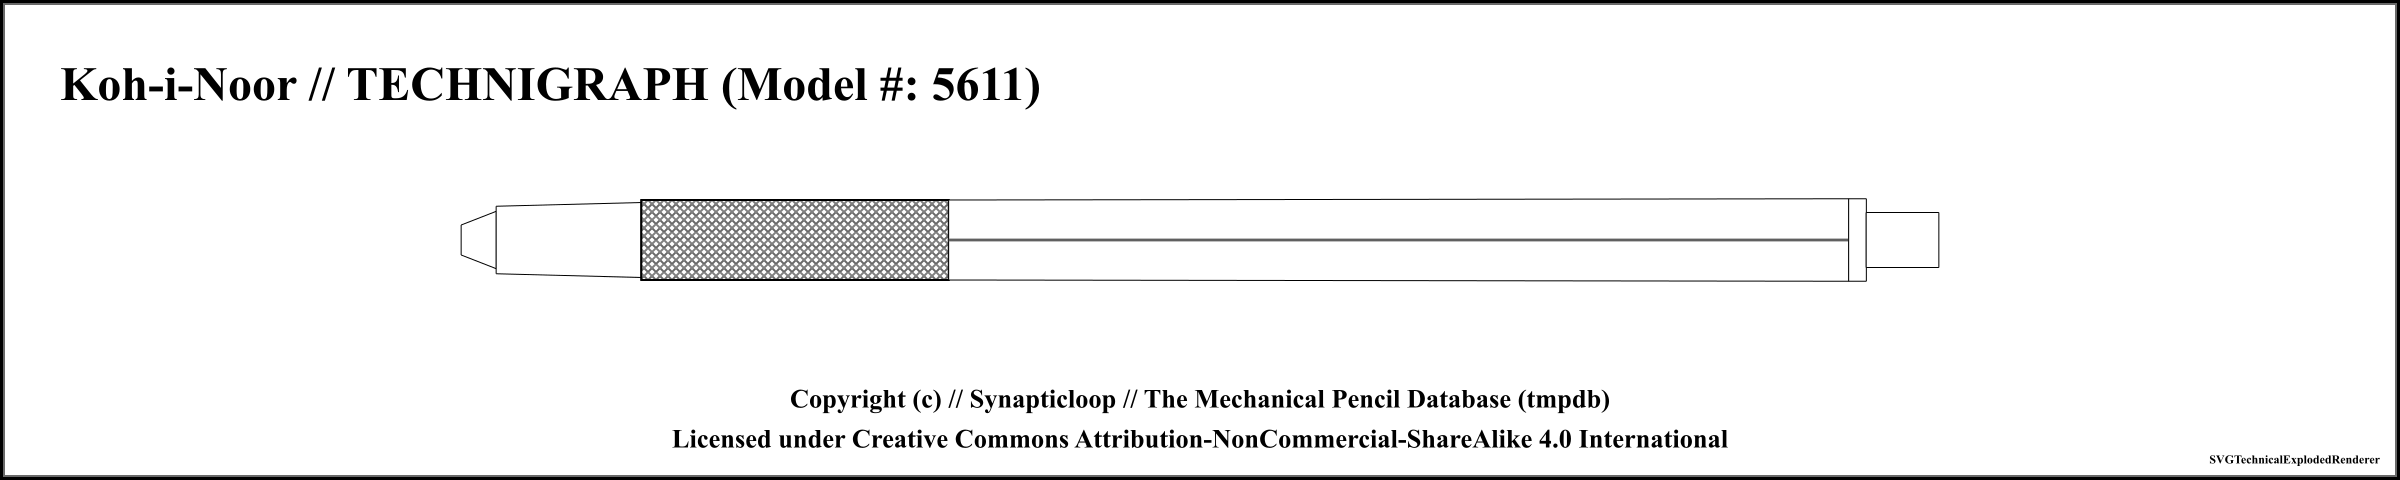 Koh-i-Noor // TECHNIGRAPH (Model #: 5611)
Copyright (c) // Synapticloop // The Mechanical Pencil Database (tmpdb)
Licensed under Creative Commons Attribution-NonCommercial-ShareAlike 4.0 International
SVGTechnicalExplodedRenderer